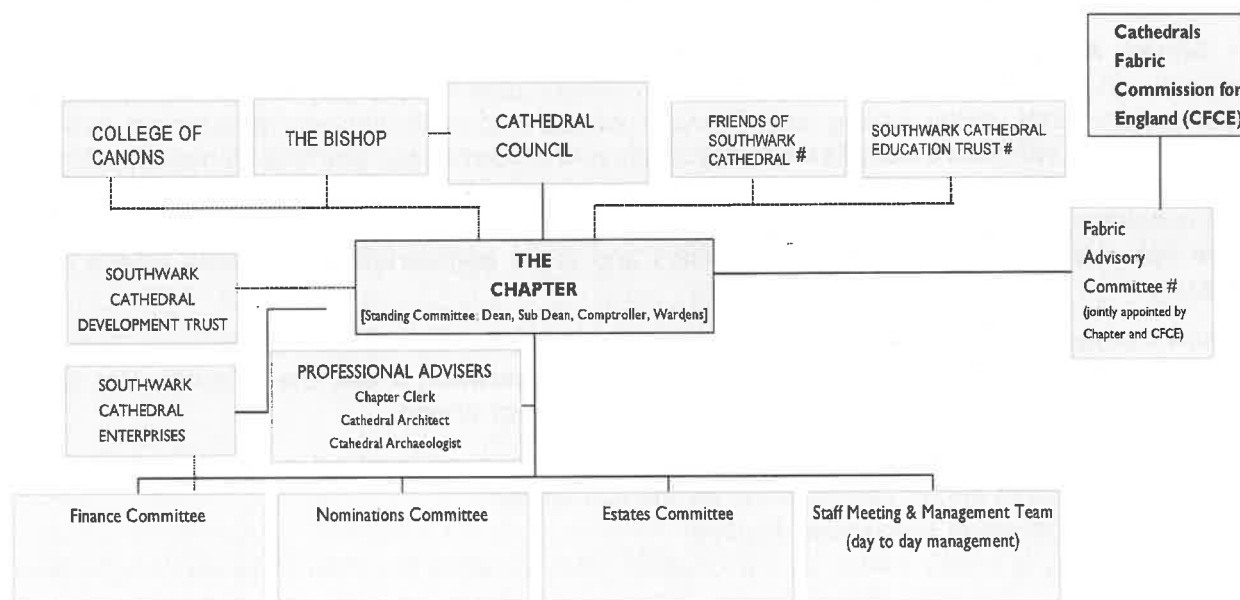 Cathedrals
Fabric
Commission for
England (CFCE)
COLLEGE OF
CANONS
THE BISHOP
CATHEDRAL
COUNCIL
FRIENDS OF
SOUTHWARK
CATHEDRAL #
SOUTHWARK CATHEDRAL
EDUCATION TRUST #
Fabric
Advisory
Committee #
(jointly appointed by
Chapter and CFCE)
THE
CHAPTER
[Standing Committee: Dean, Sub Dean, Comptroller, Wardens]
SOUTHWARK
CATHEDRAL
DEVELOPMENT TRUST
SOUTHWARK
CATHEDRAL
ENTERPRISES
PROFESSIONAL ADVISERS
Chapter Clerk
Cathedral Architect
Ctahedral Archaeologist
Finance Committee
Nominations Committee
Estates Committee
Staff Meeting & Management Team
(day to day management)